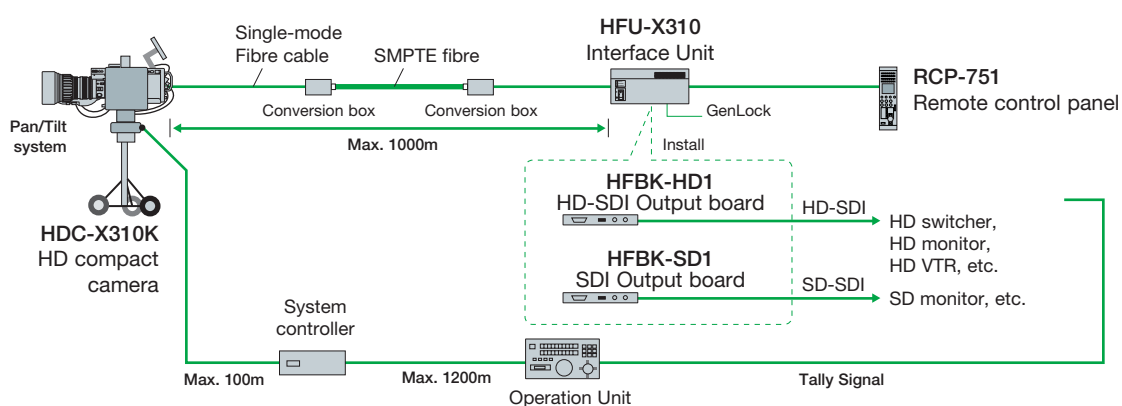 HFU-X310
Interface Unit
Single-mode
Fibre cable
SMPTE fibre
RCP-751
Remote control panel
Conversion box
Conversion box
GenLock
Pan/Tilt
system
Max. 1000m
Install
HFBK-HD1
HD-SDI Output board
HD-SDI
HD switcher,
HD monitor,
HD VTR, etc.
HDC-X310K
HD compact
camera
HFBK-SD1
SDI Output board
SD-SDI
SD monitor, etc.
System
controller
Max. 100m
Max. 1200m
Operation Unit
Tally Signal